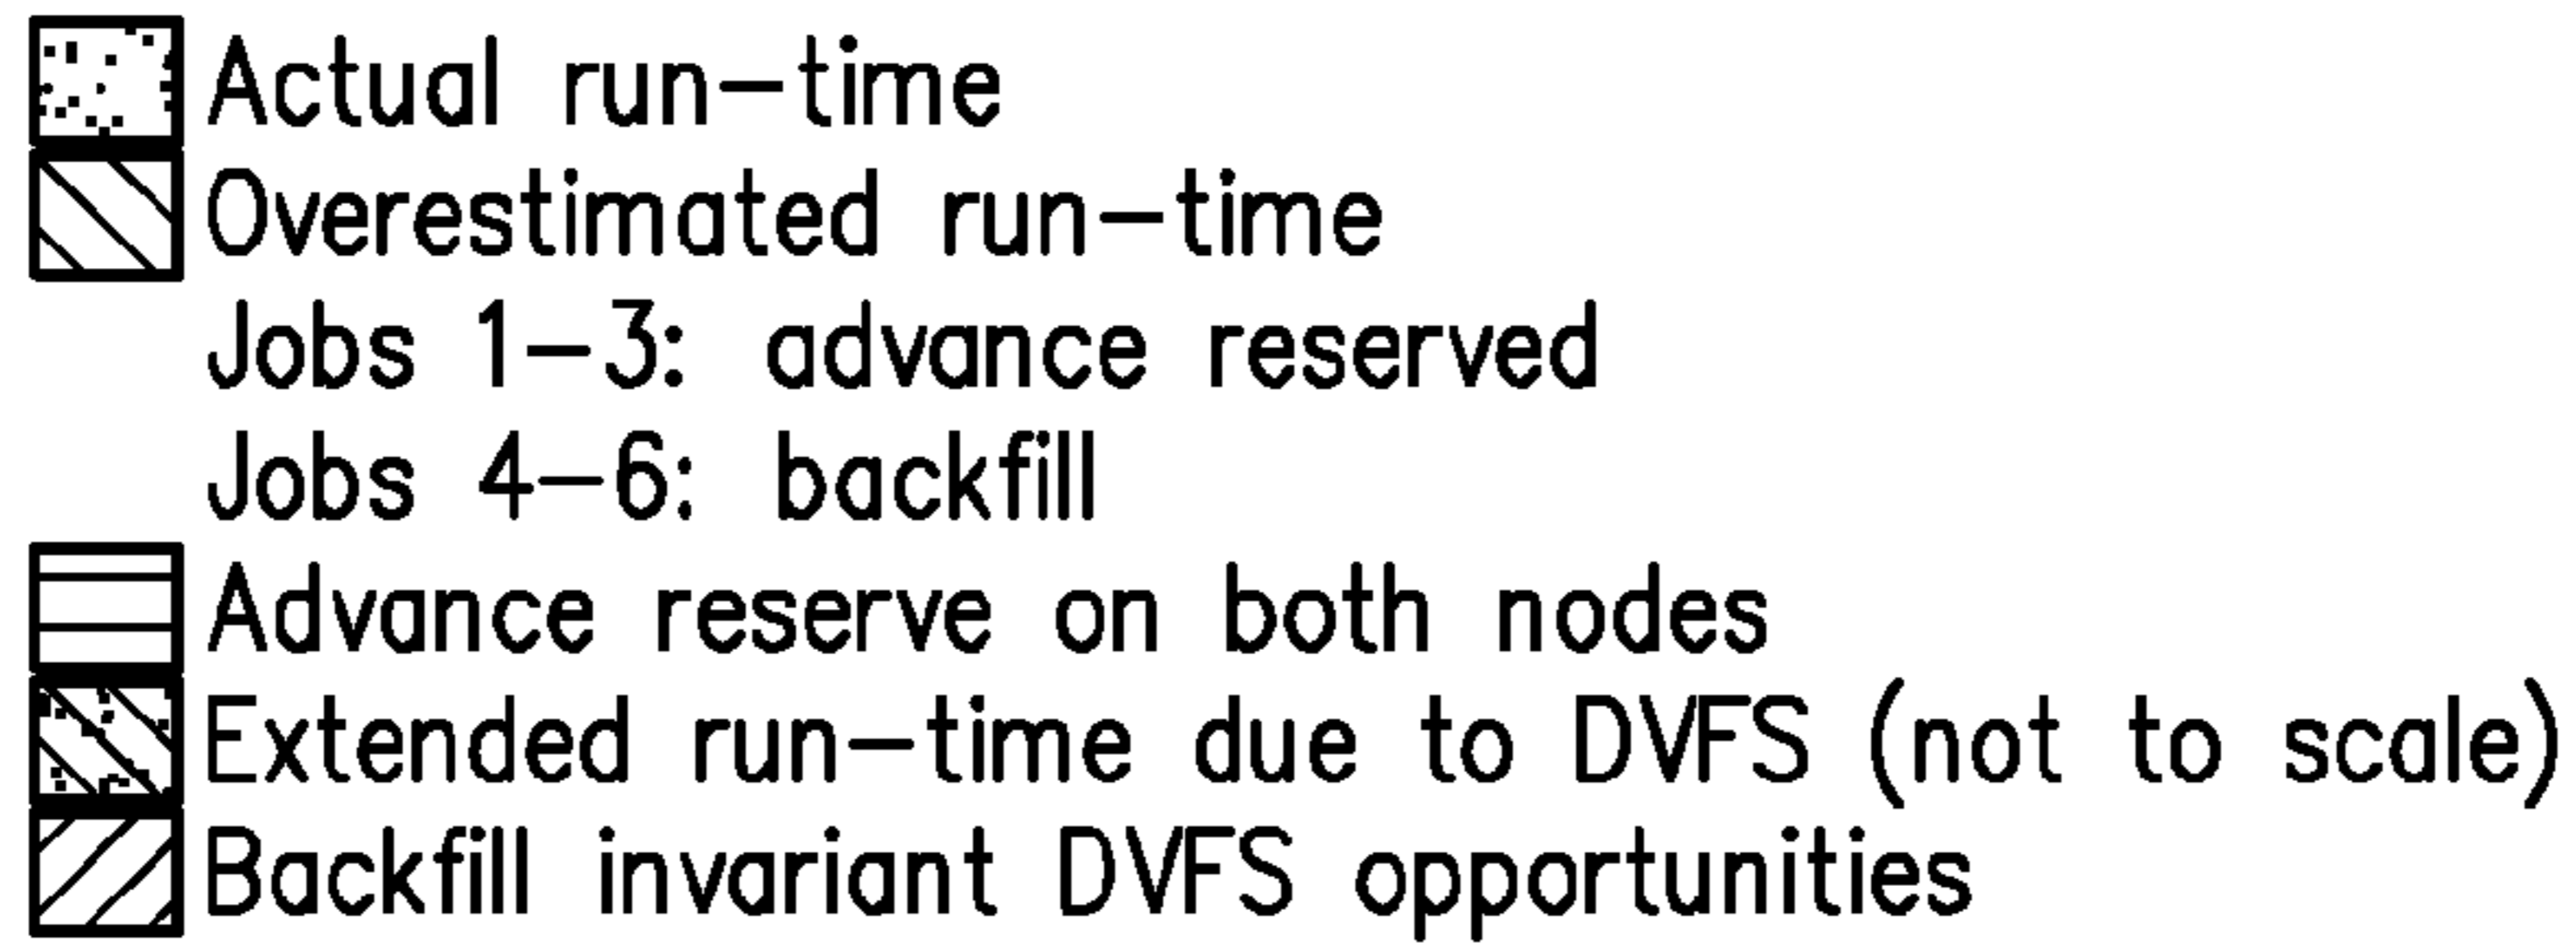 Actual run-time
Overestimated run-time
Jobs 1-3: advance reserved
Jobs 4-6: backfill
Advance reserve on both nodes
Extended run-time due to DVFS (not to scale)
Backfill invariant DVFS opportunities